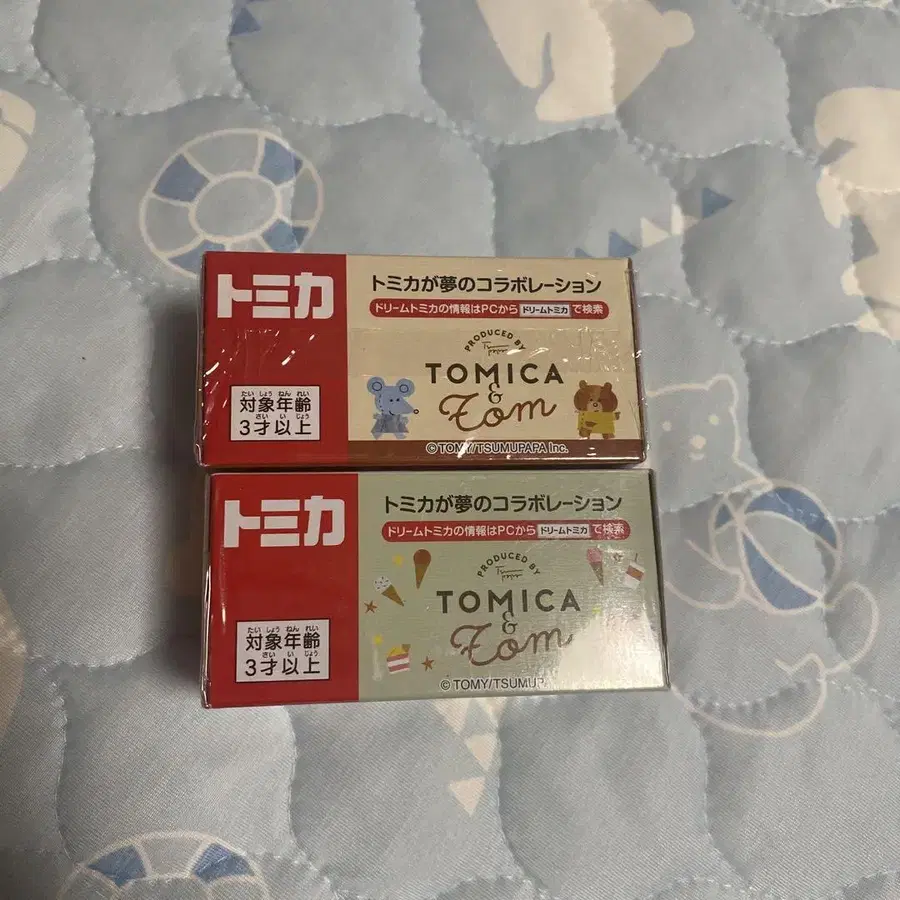 トミカ
トミカが夢のコラボレーション
ドリームトミカの情報はPCから ドリームトミカ で検索
PRODUCED BY
TOMICA
&
Tom
たいしょうねんれい
対象年齢
さいいじょう
3才以上
©TOMY/TSUMUPAPA Inc.
トミカ
トミカが夢のコラボレーション
ドリームトミカの情報はPCから ドリームトミカ で検索
PRODUCED BY
TOMICA
&
Tom
たいしょうねんれい
対象年齢
さいいじょう
3才以上
© TOMY/TSUMUPA